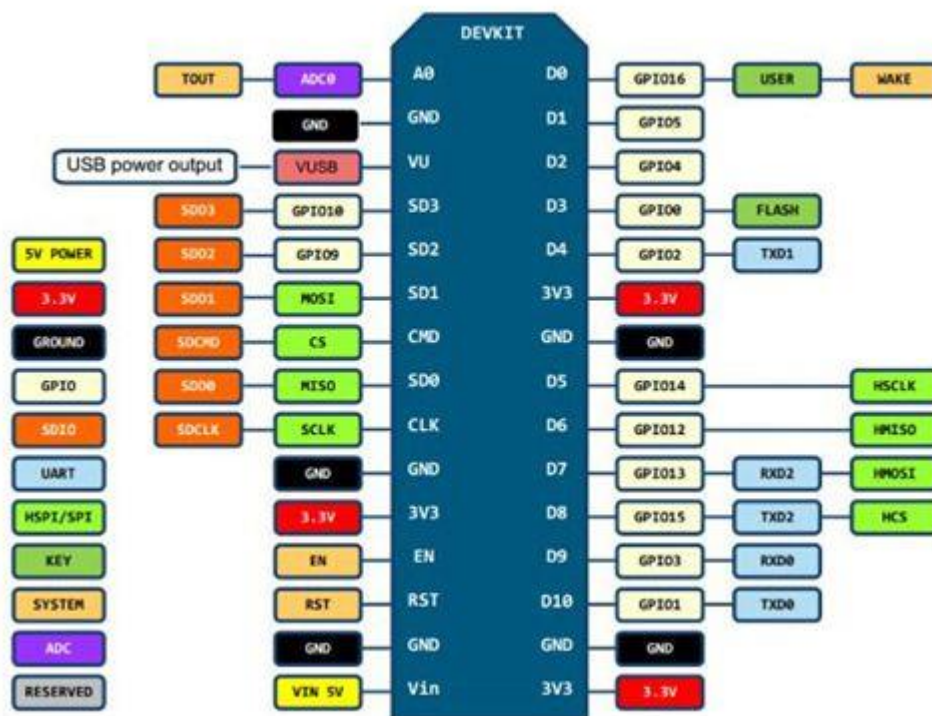 DEVKIT
TOUT ADC0 A0 D0 GPIO16 USER WAKE
GND GND D1 GPIO5
USB power output VUSB VU D2 GPIO4
SDD3 GPIO10 SD3 D3 GPIO0 FLASH
5V POWER SDD2 GPIO9 SD2 D4 GPIO2 TXD1
3.3V SDD1 MOSI SD1 3V3 3.3V
GROUND SDCMD CS CMD GND GND
GPIO SDD0 MISO SD0 D5 GPIO14 HSCLK
SDIO SDCLK SCLK CLK D6 GPIO12 HMISO
UART GND GND D7 GPIO13 RXD2 HMOSI
HSPI/SPI 3.3V 3V3 D8 GPIO15 TXD2 HCS
KEY EN EN D9 GPIO3 RXD0
SYSTEM RST RST D10 GPIO1 TXD0
ADC GND GND GND GND
RESERVED VIN 5V Vin 3V3 3.3V